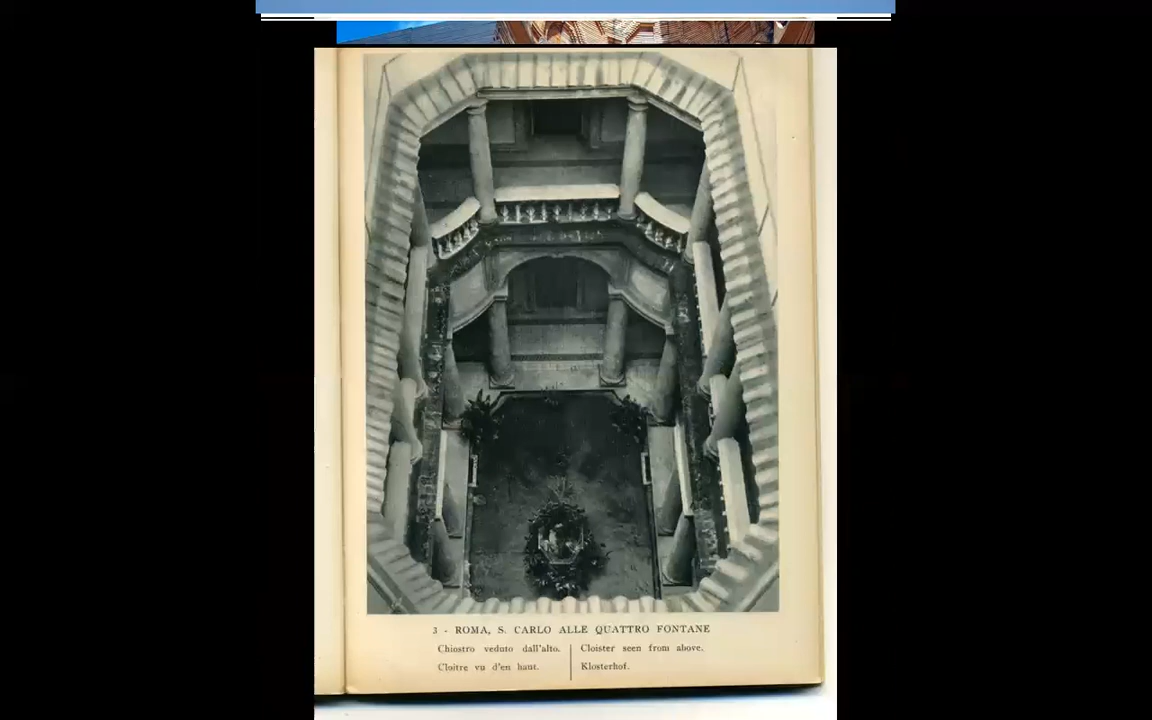 3 - ROMA, S. CARLO ALLE QUATTRO FONTANE
Chiostro veduto dall'alto.
Cloître vu d'en haut.
Cloister seen from above.
Klosterhof.